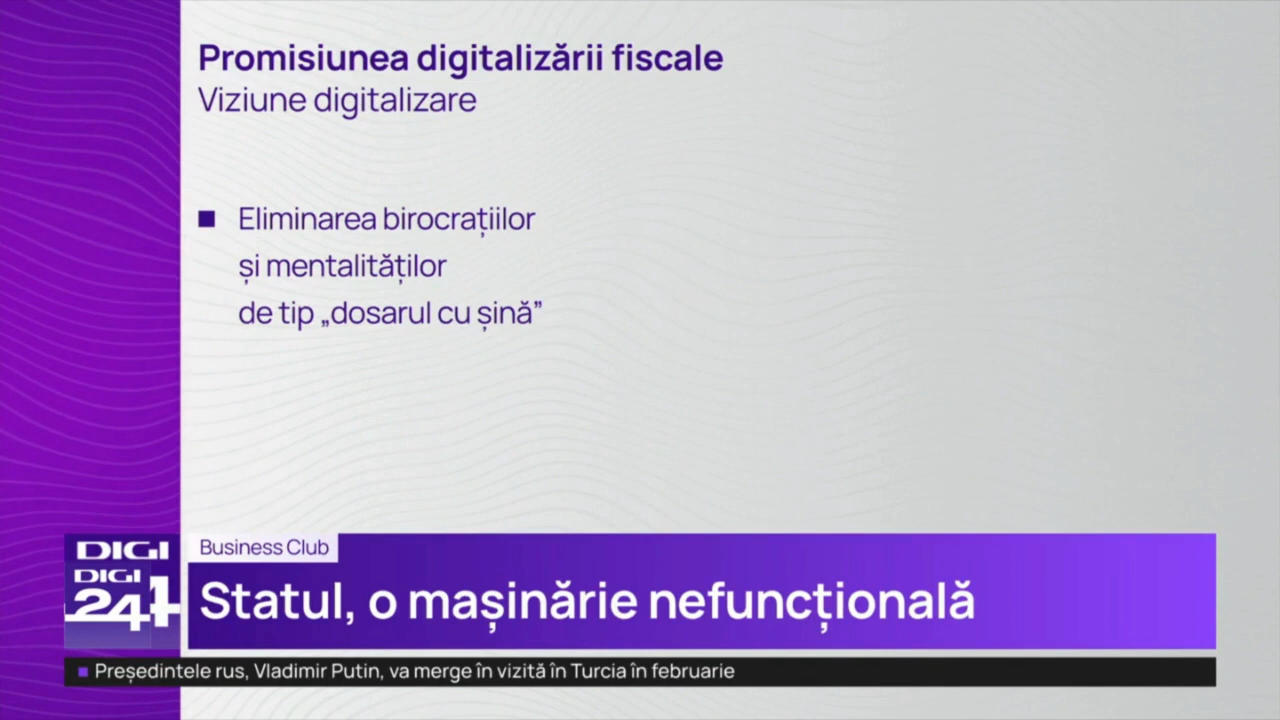 Promisiunea digitalizării fiscale
Viziune digitalizare
■ Eliminarea birocrațiilor
și mentalităților
de tip „dosarul cu șină”
DIGI
DIGI
24
Business Club
Statul, o mașinărie nefuncțională
■ Președintele rus, Vladimir Putin, va merge în vizită în Turcia în februarie